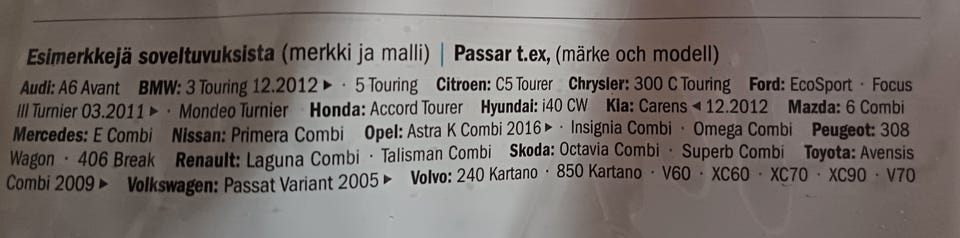 Esimerkkejä soveltuvuksista (merkki ja malli) | Passar t.ex, (märke och modell)
Audi: A6 Avant BMW: 3 Touring 12.2012 ► · 5 Touring Citroen: C5 Tourer Chrysler: 300 C Touring Ford: EcoSport · Focus
III Turnier 03.2011 ► · Mondeo Turnier Honda: Accord Tourer Hyundai: i40 CW Kia: Carens ◄ 12.2012 Mazda: 6 Combi
Mercedes: E Combi Nissan: Primera Combi Opel: Astra K Combi 2016 ► · Insignia Combi · Omega Combi Peugeot: 308
Wagon · 406 Break Renault: Laguna Combi · Talisman Combi Skoda: Octavia Combi · Superb Combi Toyota: Avensis
Combi 2009 ► Volkswagen: Passat Variant 2005 ► Volvo: 240 Kartano · 850 Kartano · V60 · XC60 · XC70 · XC90 · V70